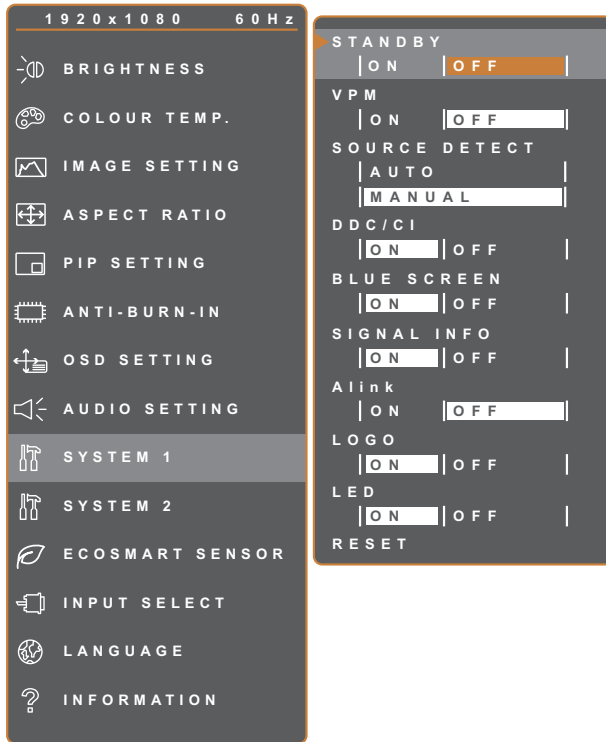 1920x1080 60Hz
BRIGHTNESS
COLOUR TEMP.
IMAGE SETTING
ASPECT RATIO
PIP SETTING
ANTI-BURN-IN
OSD SETTING
AUDIO SETTING
SYSTEM 1
SYSTEM 2
ECOSMART SENSOR
INPUT SELECT
LANGUAGE
INFORMATION
STANDBY
ON OFF
VPM
ON OFF
SOURCE DETECT
AUTO
MANUAL
DDC/CI
ON OFF
BLUE SCREEN
ON OFF
SIGNAL INFO
ON OFF
Alink
ON OFF
LOGO
ON OFF
LED
ON OFF
RESET